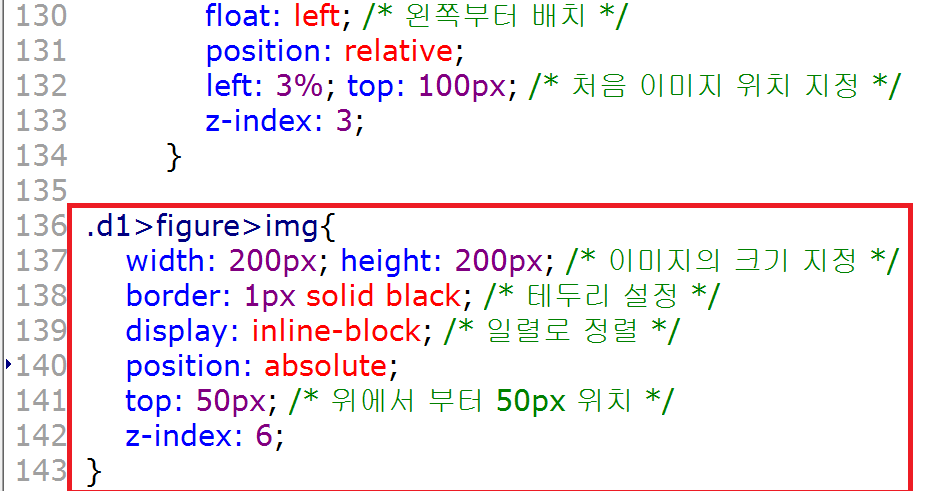 130 float: left; /* 왼쪽부터 배치 */
131 position: relative;
132 left: 3%; top: 100px; /* 처음 이미지 위치 지정 */
133 z-index: 3;
134 }
135
136 .d1>figure>img{
137 width: 200px; height: 200px; /* 이미지의 크기 지정 */
138 border: 1px solid black; /* 테두리 설정 */
139 display: inline-block; /* 일렬로 정렬 */
140 position: absolute;
141 top: 50px; /* 위에서 부터 50px 위치 */
142 z-index: 6;
143 }